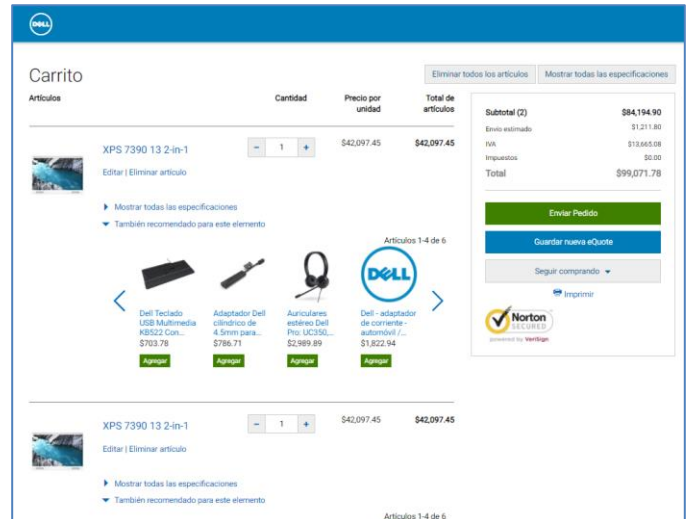 DELL
Carrito
Eliminar todos los artículos
Mostrar todas las especificaciones
Artículos
Cantidad
Precio por unidad
Total de artículos
XPS 7390 13 2-in-1
- 1 +
$42,097.45
$42,097.45
Editar | Eliminar artículo
Mostrar todas las especificaciones
También recomendado para este elemento
Artículos 1-4 de 6
DELL
Dell Teclado
USB Multimedia
KB522 Con...
$703.78
Agregar
Adaptador Dell
cilíndrico de
4.5mm para...
$786.71
Agregar
Auriculares
estéreo Dell
Pro: UC350,...
$2,989.89
Agregar
Dell - adaptador
de corriente -
automóvil /...
$1,822.94
Agregar
XPS 7390 13 2-in-1
- 1 +
$42,097.45
$42,097.45
Editar | Eliminar artículo
Mostrar todas las especificaciones
También recomendado para este elemento
Artículos 1-4 de 6
Subtotal (2) $84,194.90
Envío estimado $1,211.80
IVA $13,665.08
Impuestos $0.00
Total $99,071.78
Enviar Pedido
Guardar nueva eQuote
Seguir comprando
Imprimir
Norton
SECURED
powered by VeriSign